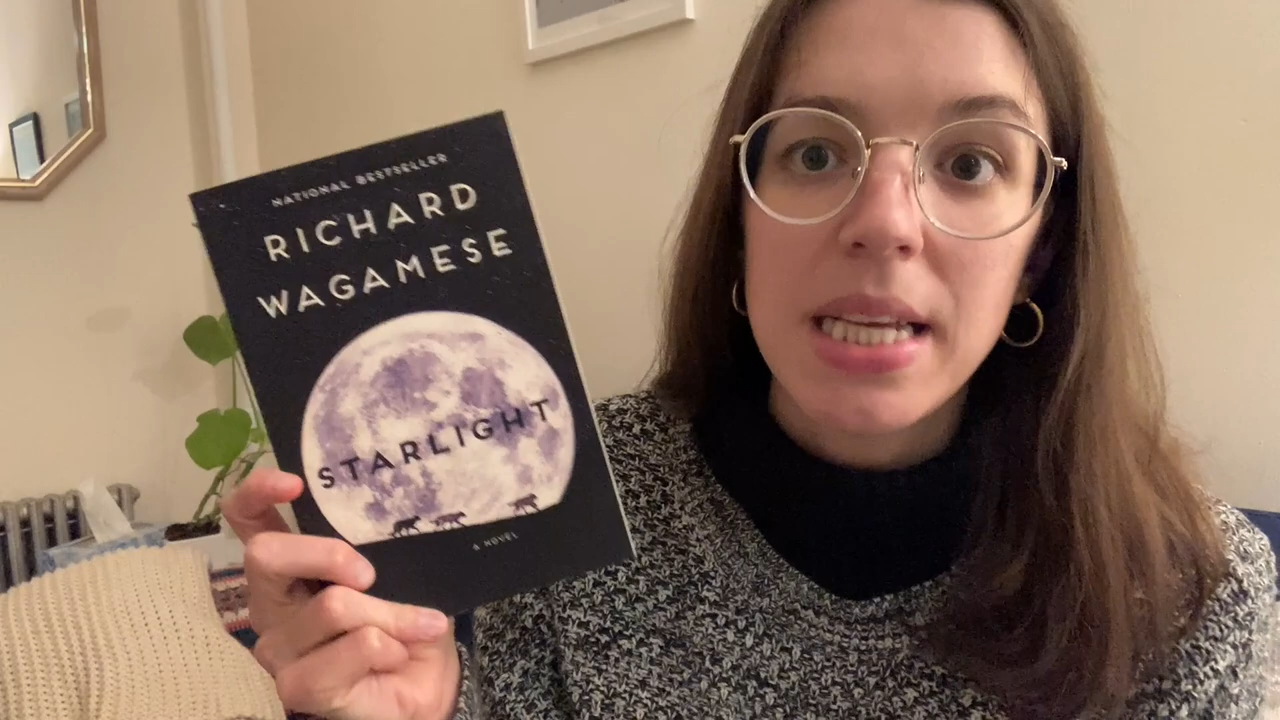 NATIONAL BESTSELLER
RICHARD
WAGAMESE
STARLIGHT
A NOVEL